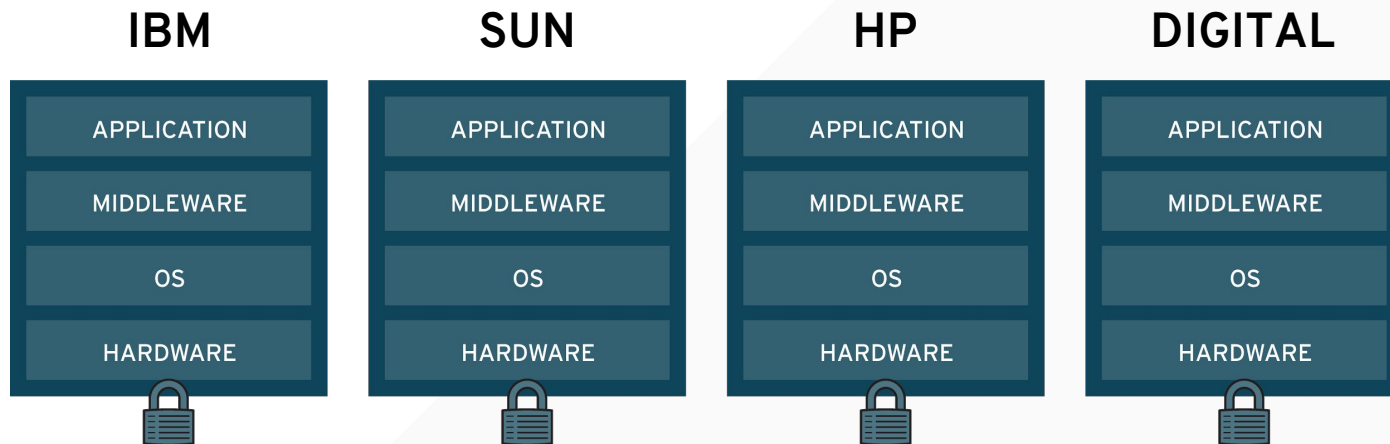 IBM
APPLICATION
MIDDLEWARE
OS
HARDWARE
SUN
APPLICATION
MIDDLEWARE
OS
HARDWARE
HP
APPLICATION
MIDDLEWARE
OS
HARDWARE
DIGITAL
APPLICATION
MIDDLEWARE
OS
HARDWARE